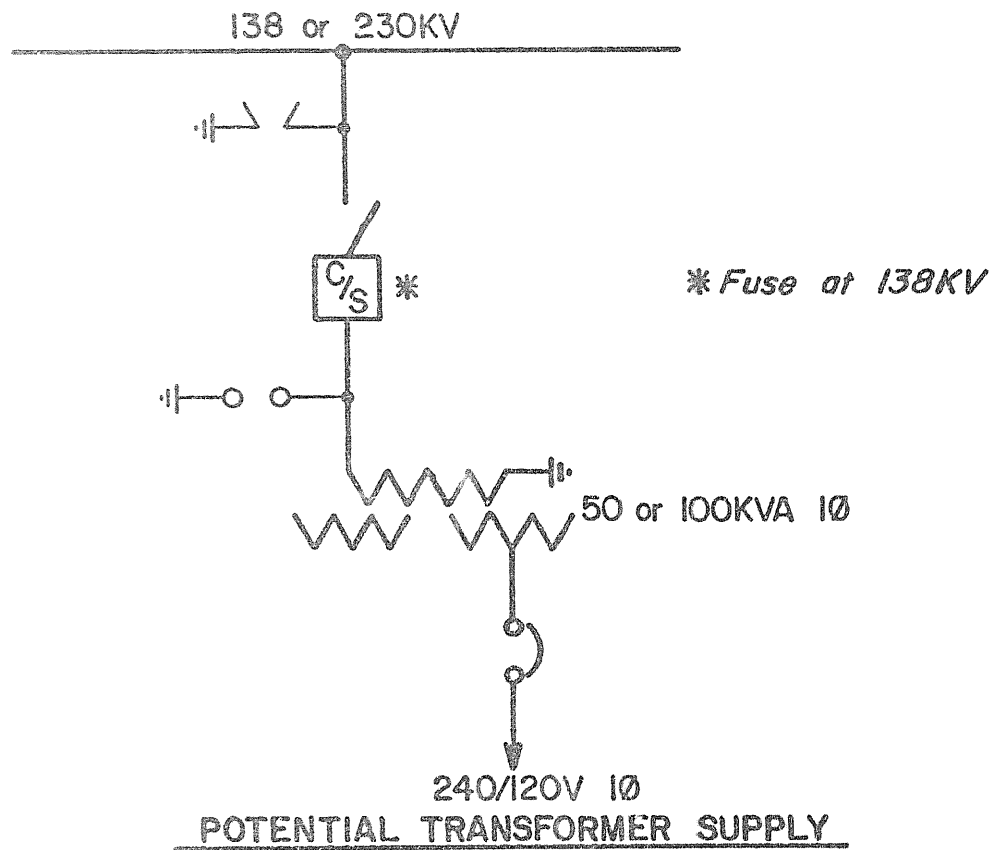 138 or 230KV
C/S *
* Fuse at 138KV
50 or 100KVA 1Ø
240/120V 1Ø
POTENTIAL TRANSFORMER SUPPLY